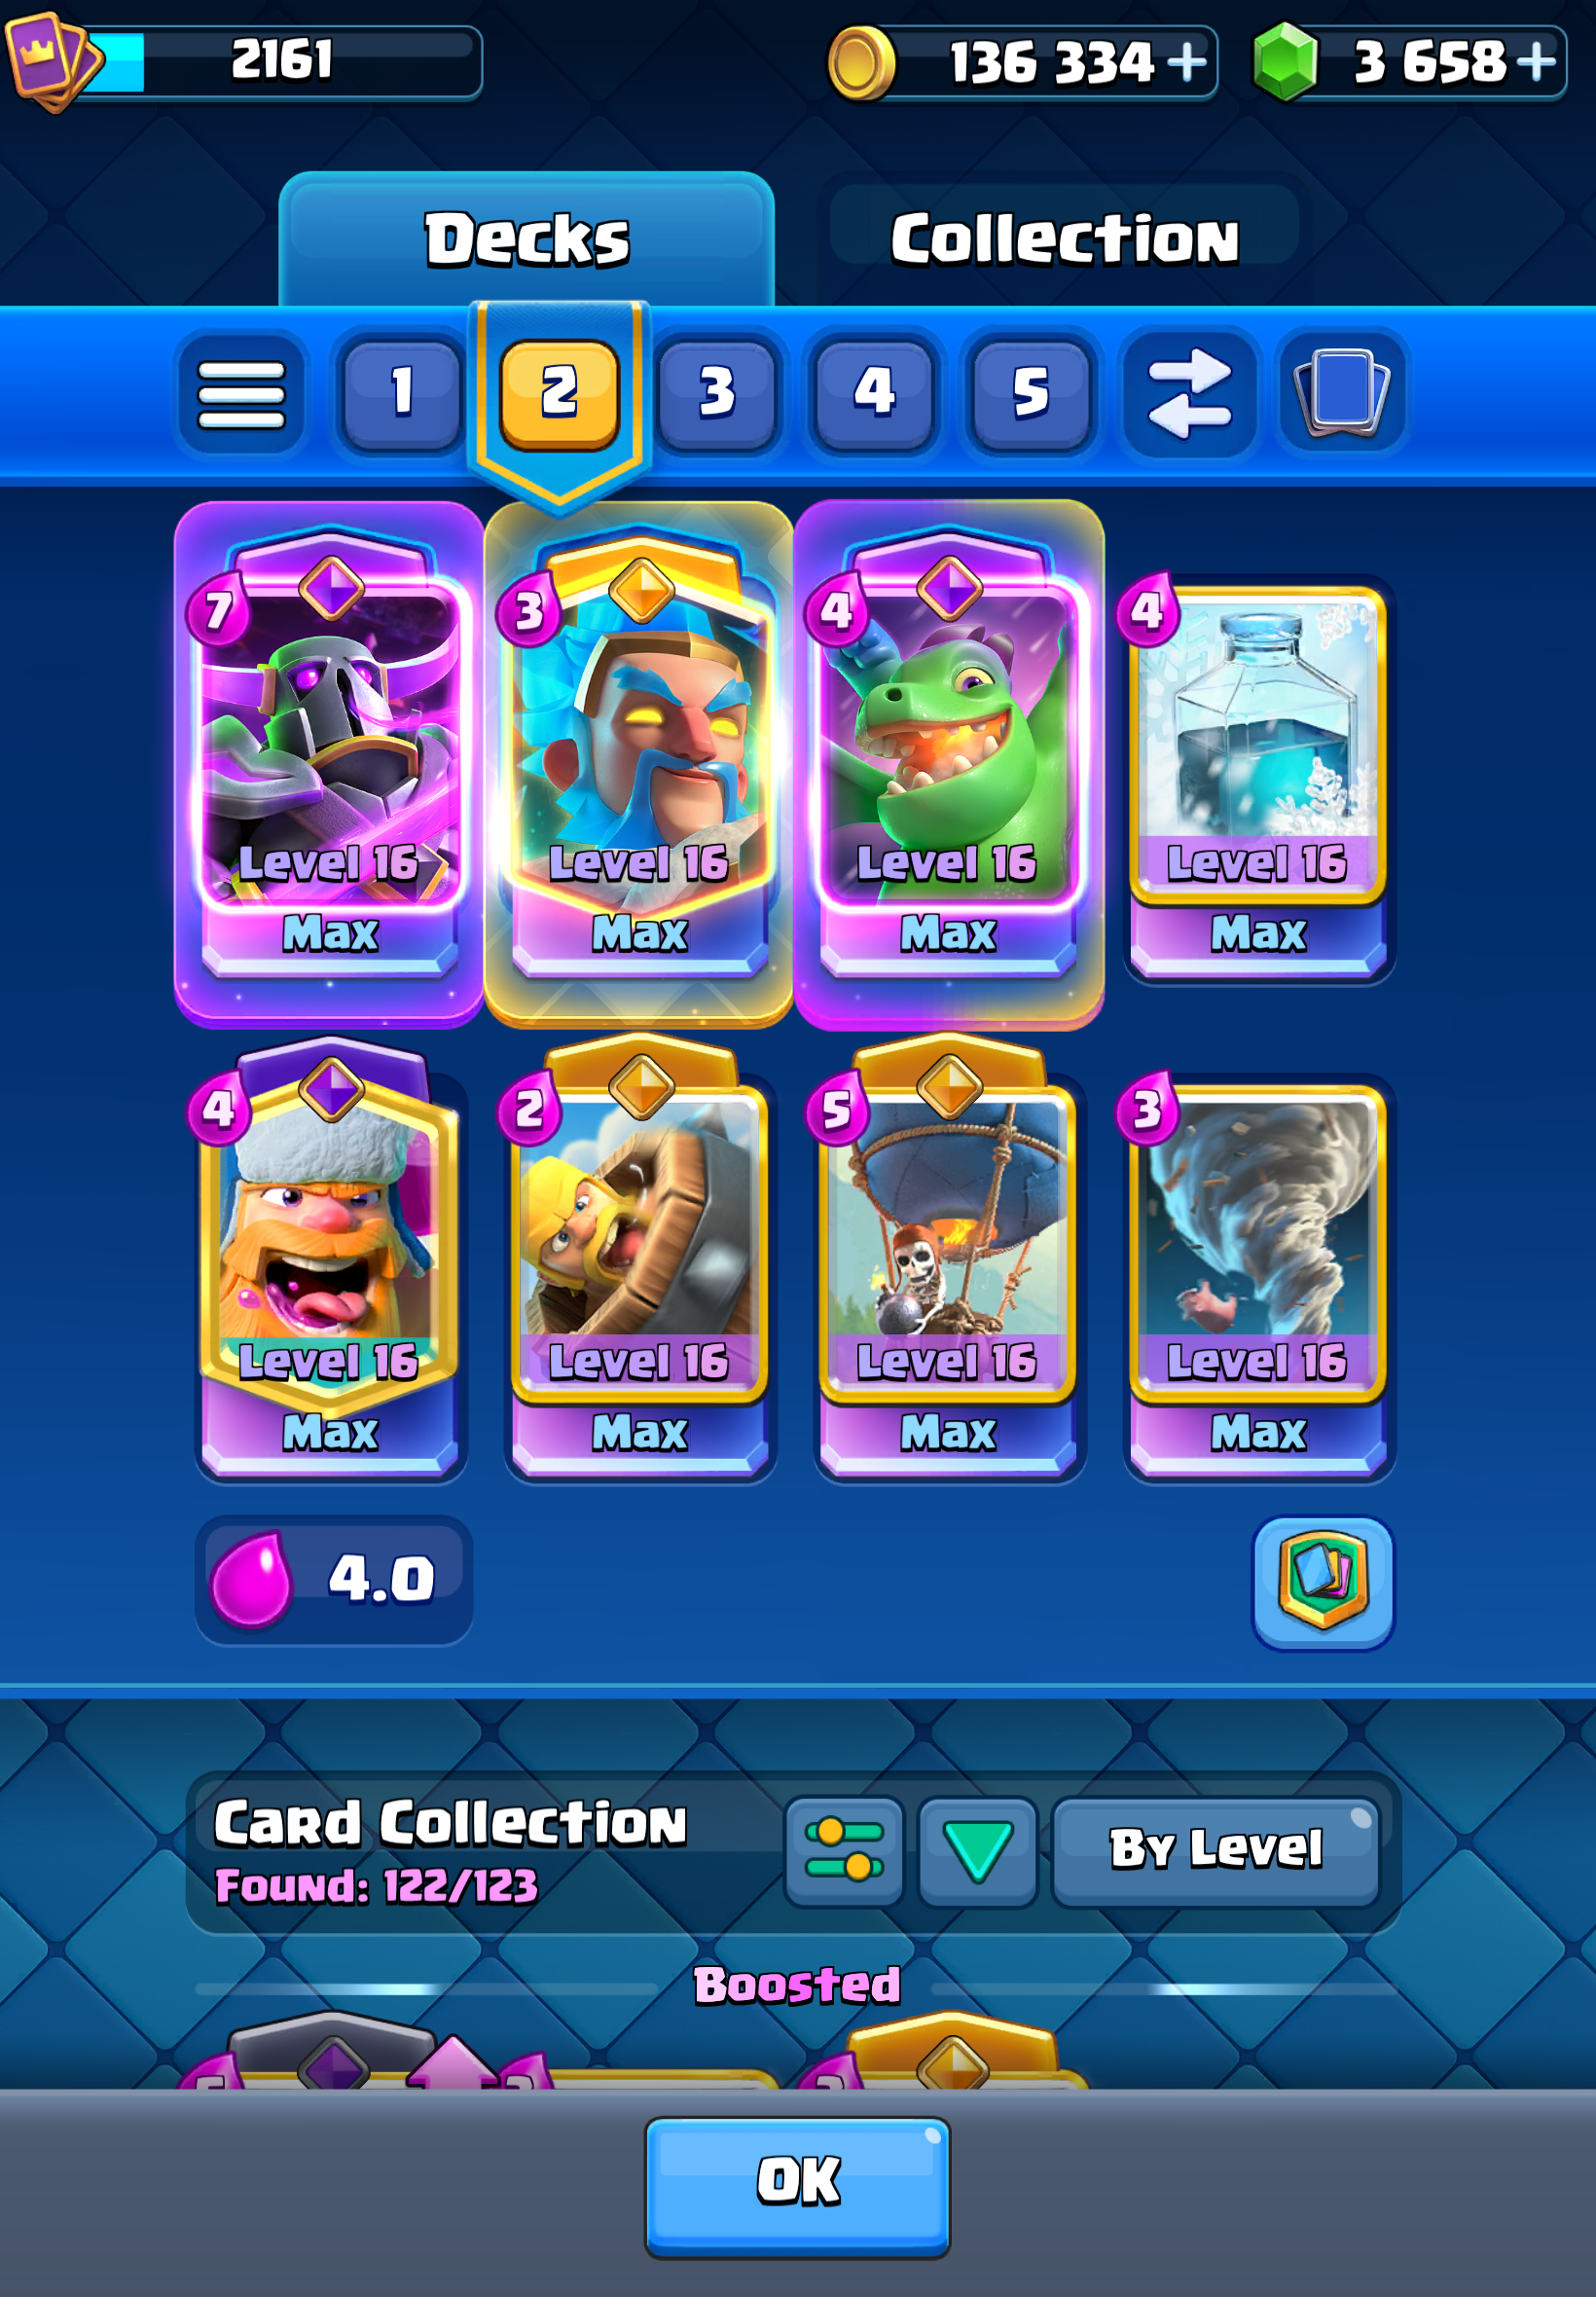 2161
136 334
3 658
Decks
Collection
1
2
3
4
5
7
3
4
4
Level 16
Level 16
Level 16
Level 16
Max
Max
Max
Max
4
2
5
3
Level 16
Level 16
Level 16
Level 16
Max
Max
Max
Max
4.0
Card Collection
Found: 122/123
By Level
Boosted
OK